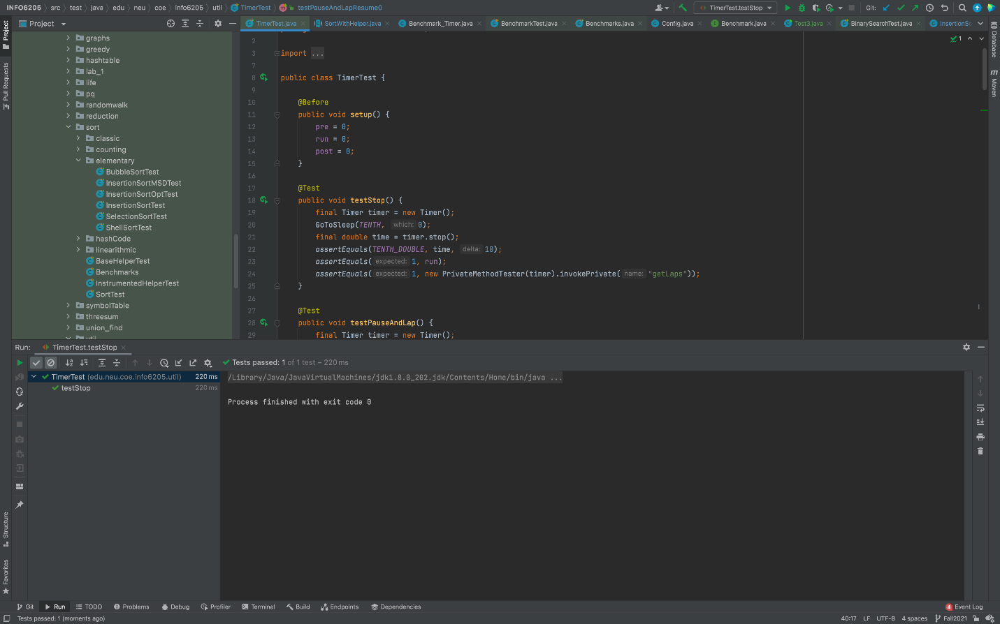 INFO6205 src test java edu neu coe info6205 util TimerTest testPauseAndLapResume() TimerTest.testStop Git:
Project
TimerTest.java SortWithHelper.java Benchmark_Timer.java BenchmarkTest.java Benchmarks.java Config.java Benchmark.java Test3.java BinarySearchTest.java InsertionSo
Project
Pull Requests
Structure
Favorites
graphs
greedy
hashtable
lab_1
life
pq
randomwalk
reduction
sort
classic
counting
elementary
BubbleSortTest
InsertionSortMSDTest
InsertionSortOptTest
InsertionSortTest
SelectionSortTest
ShellSortTest
hashCode
linearithmic
BaseHelperTest
Benchmarks
InstrumentedHelperTest
SortTest
symbolTable
threesum
union_find
util
2
3 import ...
7
8 public class TimerTest {
9
10 @Before
11 public void setup() {
12 pre = 0;
13 run = 0;
14 post = 0;
15 }
16
17 @Test
18 public void testStop() {
19 final Timer timer = new Timer();
20 GoToSleep(TENTH, which: 0);
21 final double time = timer.stop();
22 assertEquals(TENTH_DOUBLE, time, delta: 10);
23 assertEquals( expected: 1, run);
24 assertEquals( expected: 1, new PrivateMethodTester(timer).invokePrivate( name: "getLaps"));
25 }
26
27 @Test
28 public void testPauseAndLap() {
29 final Timer timer = new Timer();
1
Database
m Maven
Run: TimerTest.testStop
Tests passed: 1 of 1 test – 220 ms
TimerTest (edu.neu.coe.info6205.util) 220 ms
testStop 220 ms
/Library/Java/JavaVirtualMachines/jdk1.8.0_202.jdk/Contents/Home/bin/java ...
Process finished with exit code 0
Git Run TODO Problems Debug Profiler Terminal Build Endpoints Dependencies 4 Event Log
Tests passed: 1 (moments ago) 40:17 LF UTF-8 4 spaces Fall2021